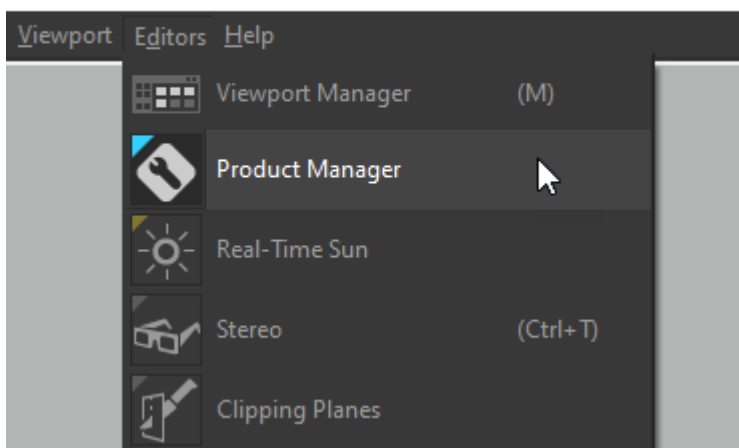 Viewport Editors Help
Viewport Manager (M)
Product Manager
Real-Time Sun
Stereo (Ctrl+T)
Clipping Planes